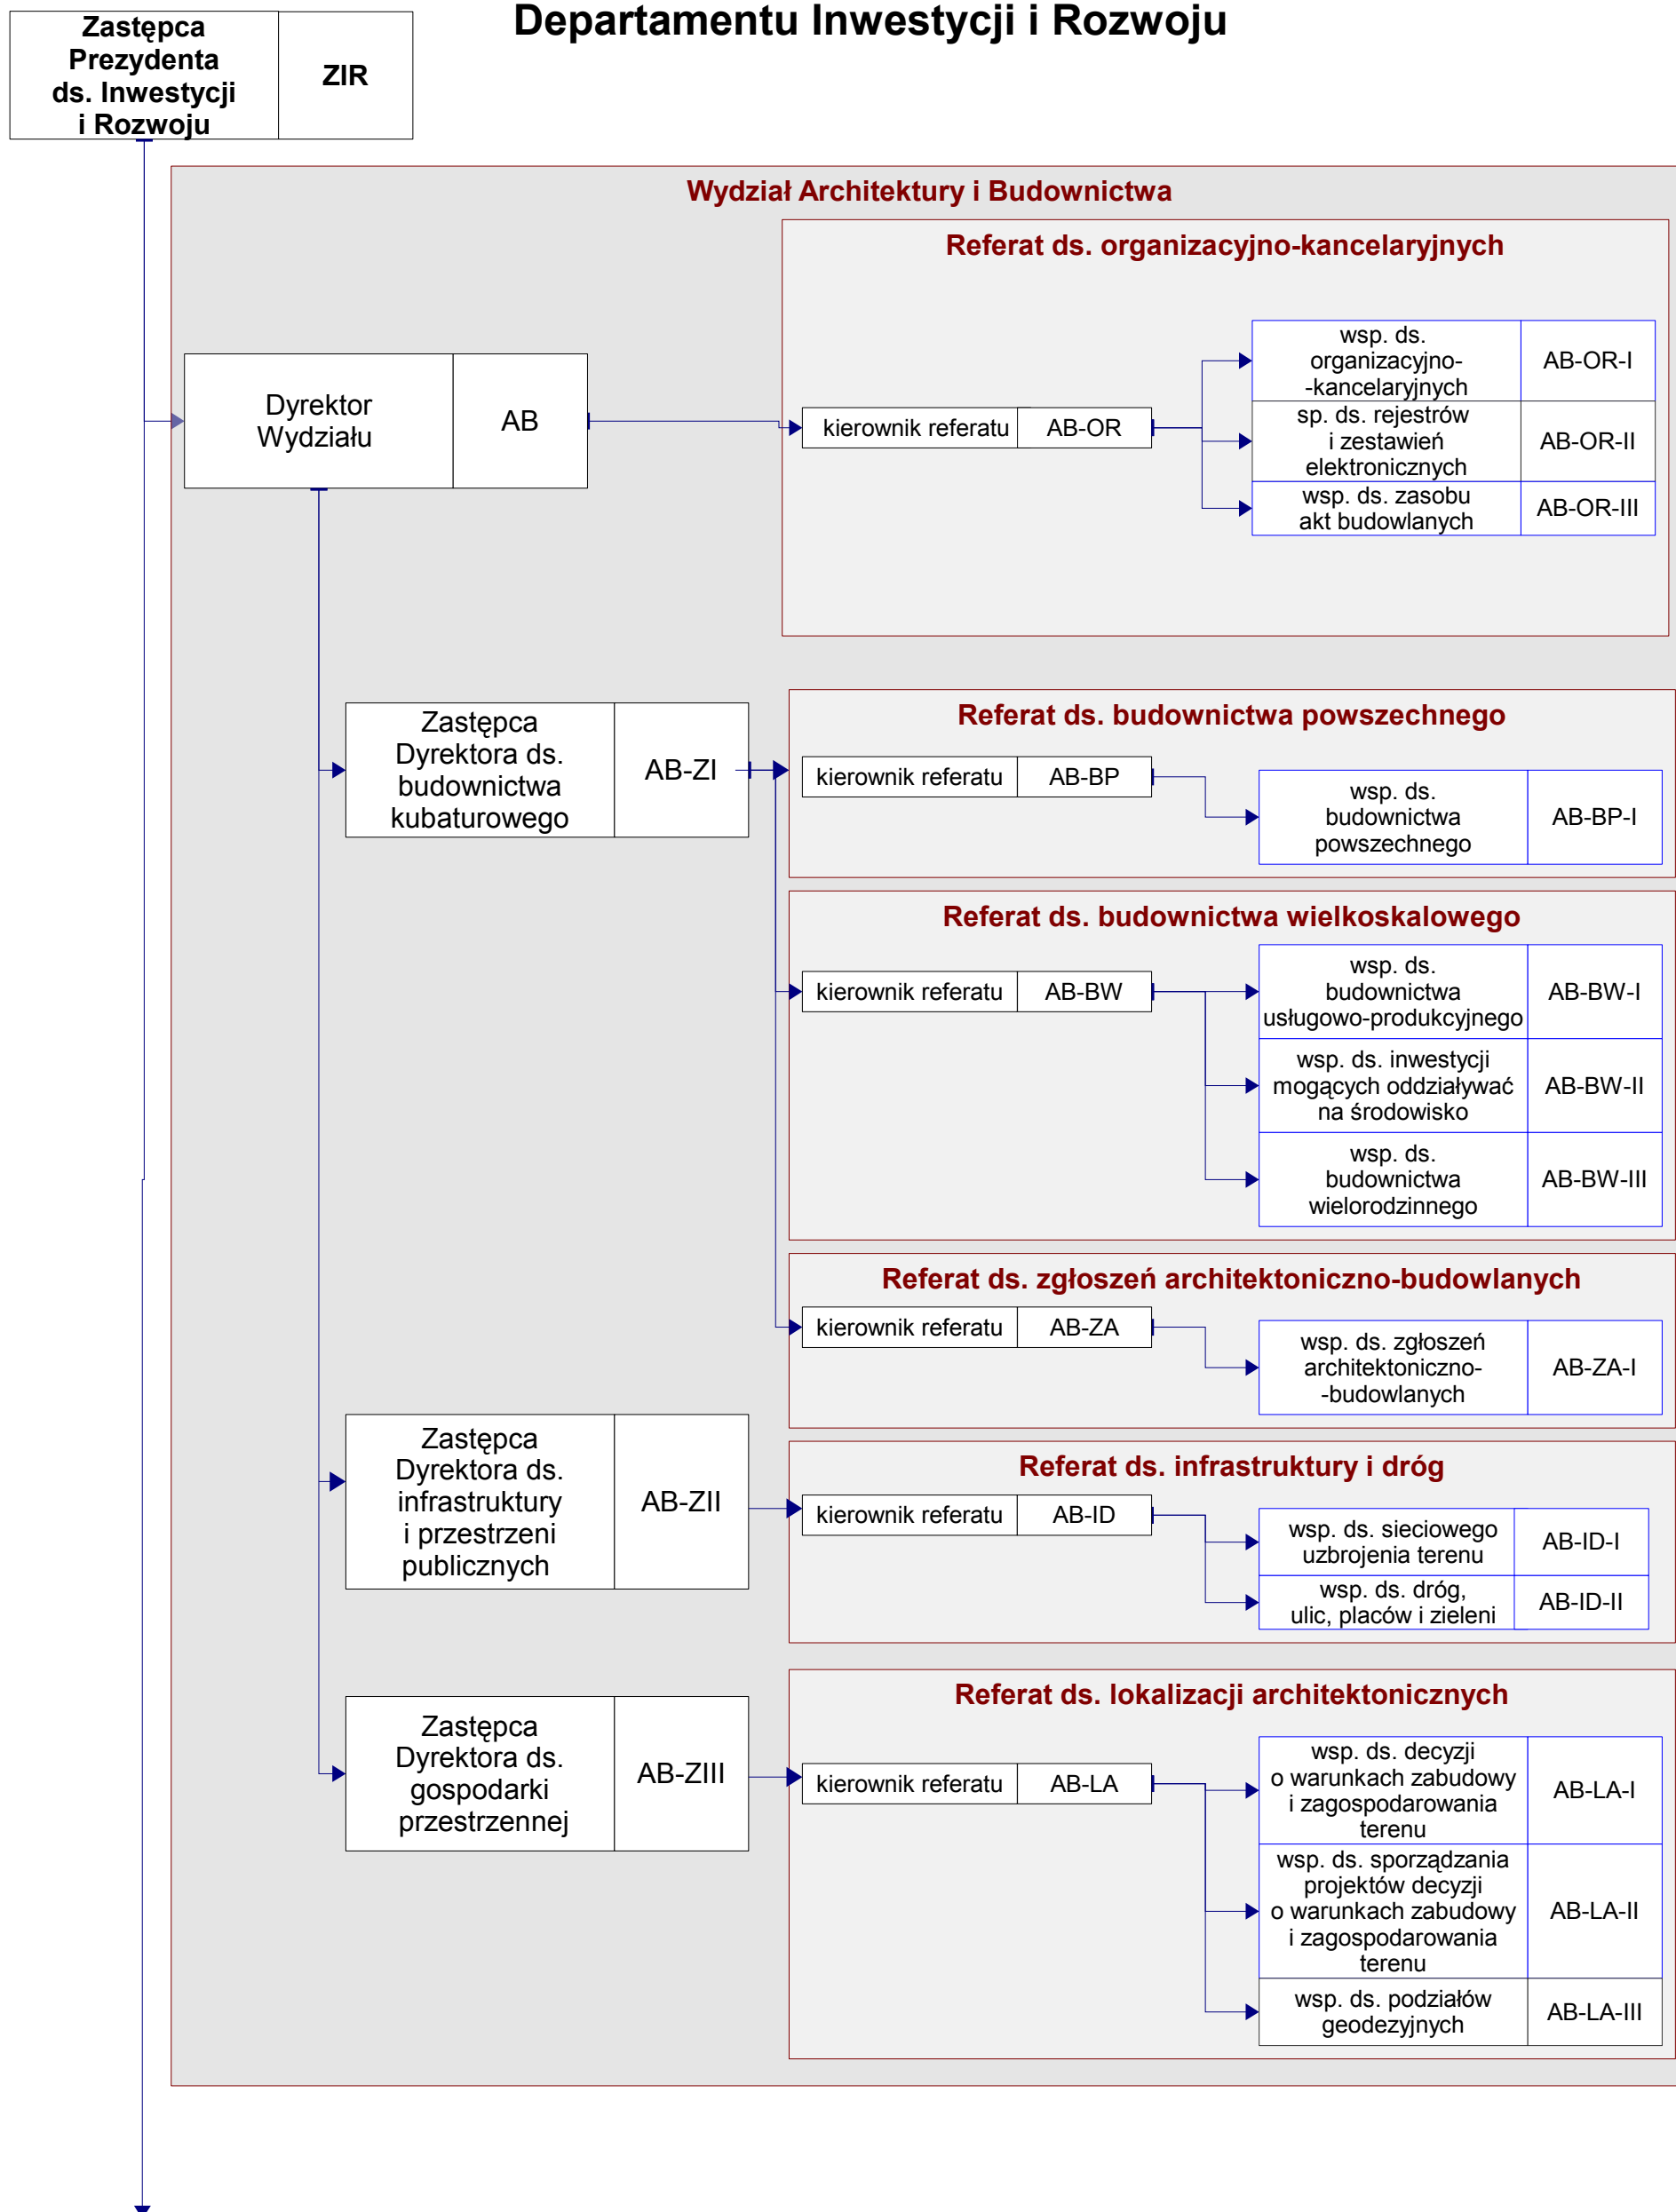 Departamentu Inwestycji i Rozwoju
Zastępca
Prezydenta
ds. Inwestycji
i Rozwoju
ZIR
Wydział Architektury i Budownictwa
Referat ds. organizacyjno-kancelaryjnych
Dyrektor
Wydziału
AB
kierownik referatu
AB-OR
wsp. ds.
organizacyjno-
-kancelaryjnych
AB-OR-I
sp. ds. rejestrów
i zestawień
elektronicznych
AB-OR-II
wsp. ds. zasobu
akt budowlanych
AB-OR-III
Zastępca
Dyrektora ds.
budownictwa
kubaturowego
AB-ZI
Referat ds. budownictwa powszechnego
kierownik referatu
AB-BP
wsp. ds.
budownictwa
powszechnego
AB-BP-I
Referat ds. budownictwa wielkoskalowego
kierownik referatu
AB-BW
wsp. ds.
budownictwa
usługowo-produkcyjnego
AB-BW-I
wsp. ds. inwestycji
mogących oddziaływać
na środowisko
AB-BW-II
wsp. ds.
budownictwa
wielorodzinnego
AB-BW-III
Referat ds. zgłoszeń architektoniczno-budowlanych
kierownik referatu
AB-ZA
wsp. ds. zgłoszeń
architektoniczno-
-budowlanych
AB-ZA-I
Zastępca
Dyrektora ds.
infrastruktury
i przestrzeni
publicznych
AB-ZII
Referat ds. infrastruktury i dróg
kierownik referatu
AB-ID
wsp. ds. sieciowego
uzbrojenia terenu
AB-ID-I
wsp. ds. dróg,
ulic, placów i zieleni
AB-ID-II
Zastępca
Dyrektora ds.
gospodarki
przestrzennej
AB-ZIII
Referat ds. lokalizacji architektonicznych
kierownik referatu
AB-LA
wsp. ds. decyzji
o warunkach zabudowy
i zagospodarowania
terenu
AB-LA-I
wsp. ds. sporządzania
projektów decyzji
o warunkach zabudowy
i zagospodarowania
terenu
AB-LA-II
wsp. ds. podziałów
geodezyjnych
AB-LA-III